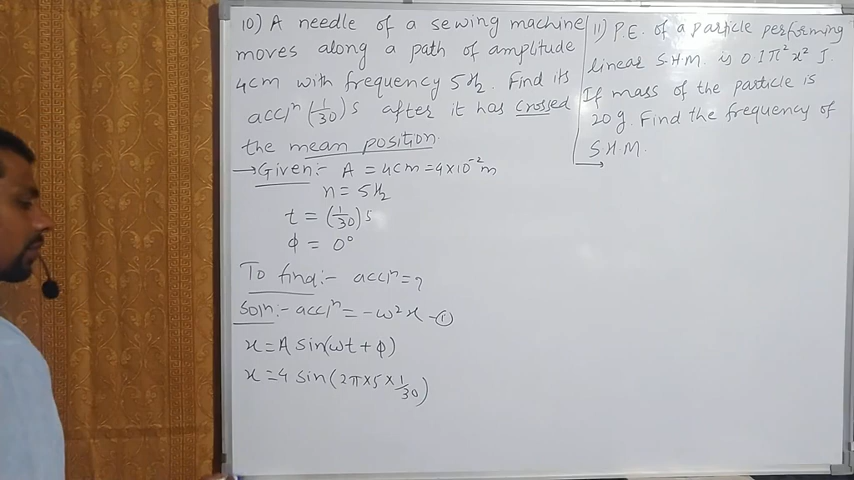 10) A needle of a sewing machine
moves along a path of amplitude
4cm with frequency 5Hz. Find its
accⁿ (1/30) s after it has crossed
the mean position.
→ Given:- A = 4cm = 4×10⁻² m
n = 5Hz
t = (1/30) s
ϕ = 0°
To find:- accⁿ = ?
Solⁿ:- accⁿ = -ω²x -①
x = A sin(ωt + ϕ)
x = 4 sin(2π×5×1/30)
11) P.E. of a particle performing
linear S.H.M. is 0.1π²x² J.
If mass of the particle is
20g. Find the frequency of
S.H.M.
→